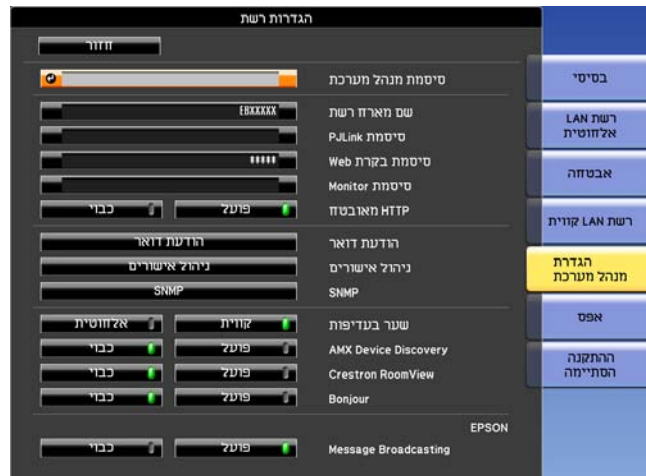 הגדרות רשת
חזור
סיסמת מנהל מערכת
שם מארח רשת EBXXXXX
סיסמת PJLink
סיסמת בקרת Web *****
סיסמת Monitor
HTTP מאובטח פועל כבוי
הודעת דואר הודעת דואר
ניהול אישורים ניהול אישורים
SNMP SNMP
שער בעדיפות קווית אלחוטית
AMX Device Discovery פועל כבוי
Crestron RoomView פועל כבוי
Bonjour פועל כבוי
EPSON
Message Broadcasting פועל כבוי
בסיסי
רשת LAN
אלחוטית
אבטחה
רשת LAN קווית
הגדרת
מנהל מערכת
אפס
ההתקנה
הסתיימה